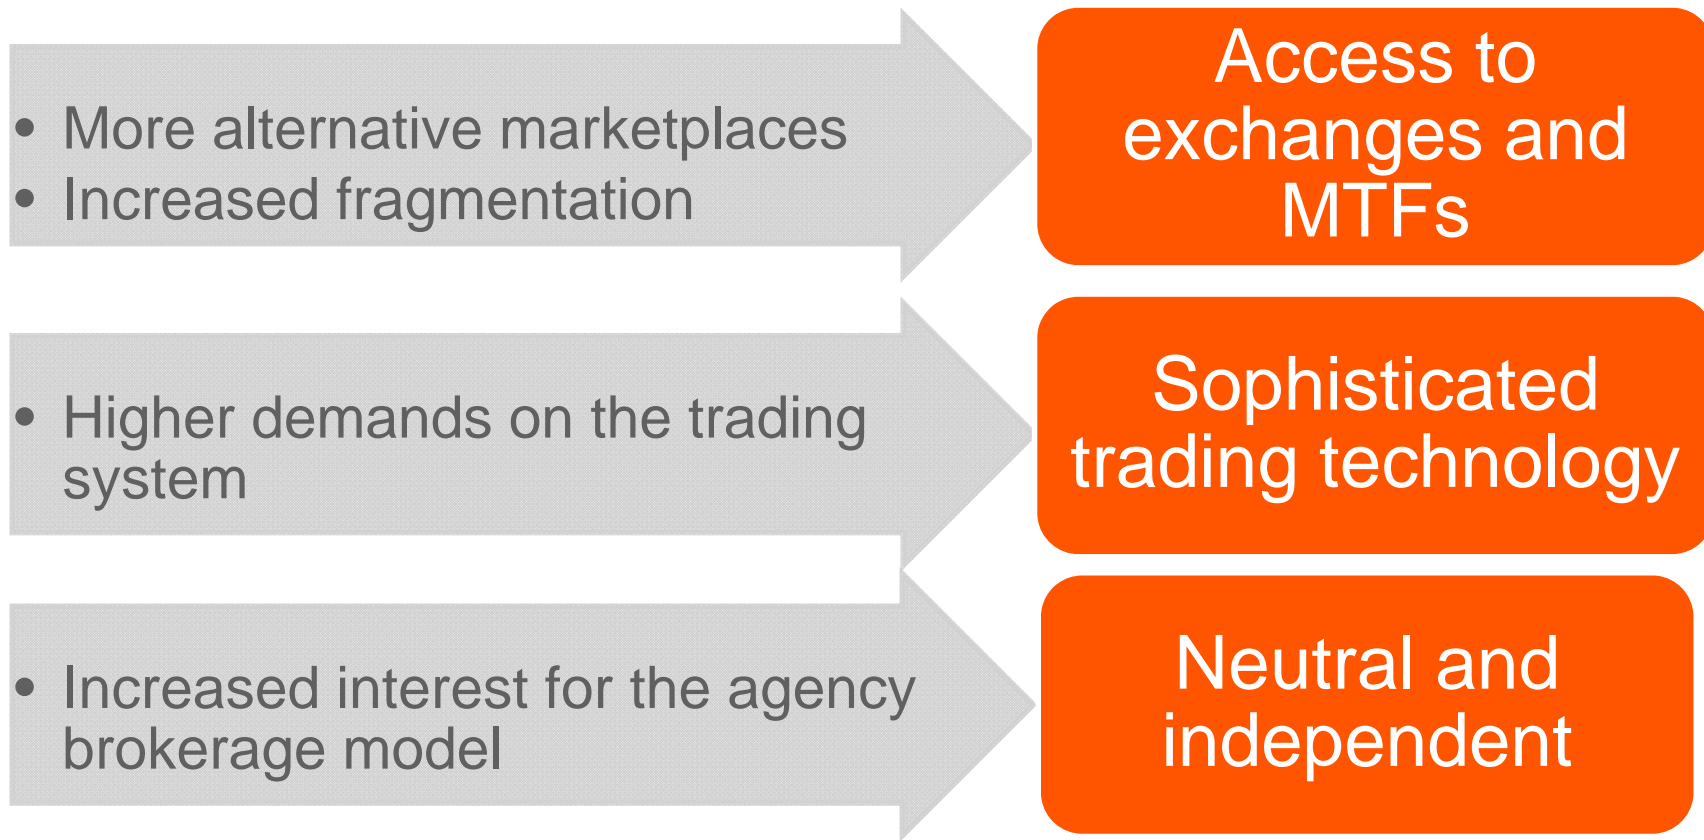 • More alternative marketplaces
• Increased fragmentation
Access to
exchanges and
MTFs
• Higher demands on the trading
system
Sophisticated
trading technology
• Increased interest for the agency
brokerage model
Neutral and
independent